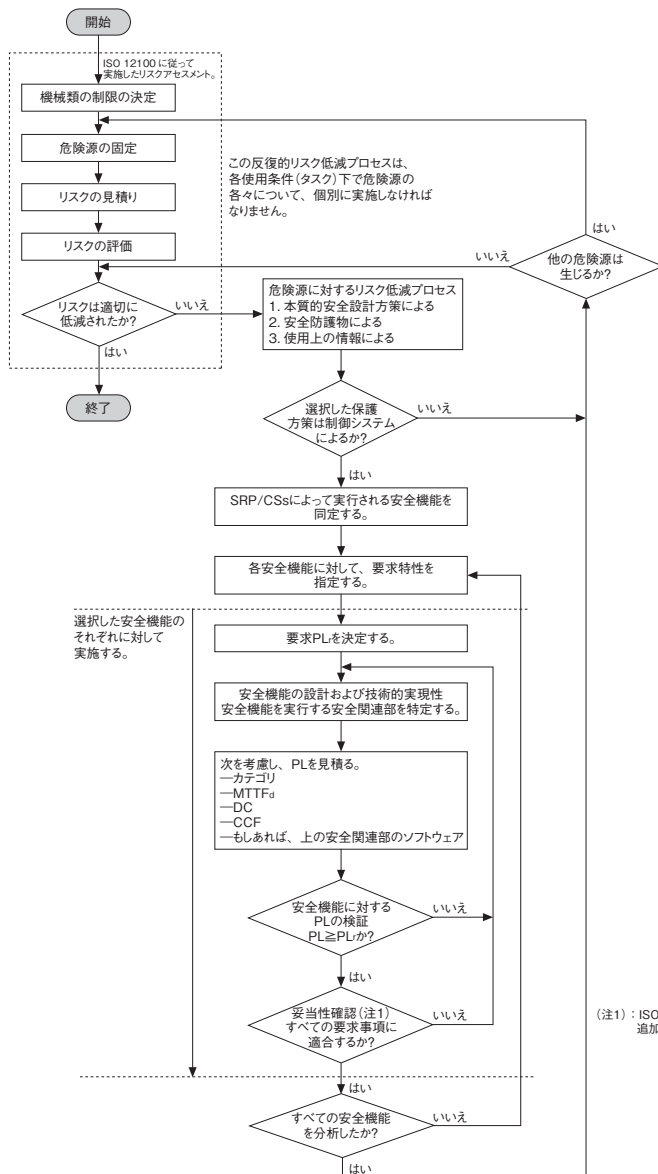 開始
ISO 12100 に従って
実施したリスクアセスメント。
機械類の制限の決定
危険源の固定
この反復的リスク低減プロセスは、
各使用条件（タスク）下で危険源の
各々について、個別に実施しなければ
なりません。
リスクの見積り
リスクの評価
はい
いいえ
他の危険源は
生じるか？
リスクは適切に
低減されたか？
いいえ
はい
危険源に対するリスク低減プロセス
1. 本質的安全設計方策による
2. 安全防護物による
3. 使用上の情報による
終了
選択した保護
方策は制御システム
によるか？
いいえ
はい
SRP/CSsによって実行される安全機能を
同定する。
各安全機能に対して、要求特性を
指定する。
選択した安全機能の
それぞれに対して
実施する。
要求PLrを決定する。
安全機能の設計および技術的実現性
安全機能を実行する安全関連部を特定する。
次を考慮し、PLを見積る。
—カテゴリ
—MTTFd
—DC
—CCF
—もしあれば、上の安全関連部のソフトウェア
安全機能に対する
PLの検証
PL≧PLrか？
いいえ
はい
妥当性確認（注1）
すべての要求事項に
適合するか？
いいえ
（注1）：ISO
追加
はい
すべての安全機能
を分析したか？
いいえ
はい